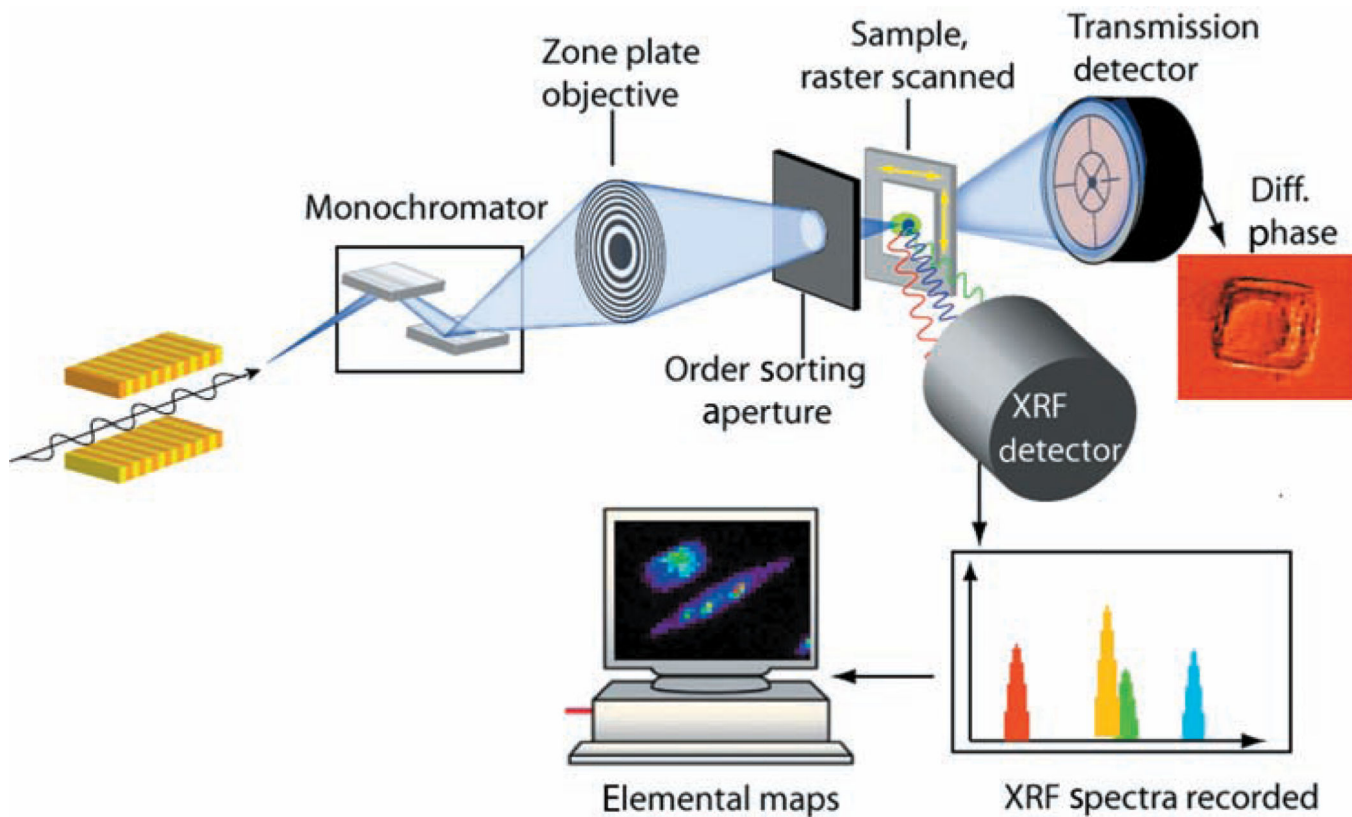 Zone plate
objective
Sample,
raster scanned
Transmission
detector
Monochromator
Diff.
phase
Order sorting
aperture
XRF
detector
Elemental maps
XRF spectra recorded